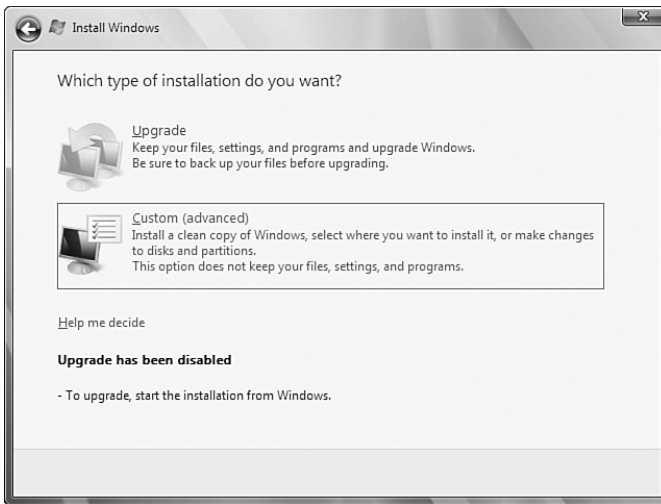 Install Windows
Which type of installation do you want?
Upgrade
Keep your files, settings, and programs and upgrade Windows.
Be sure to back up your files before upgrading.
Custom (advanced)
Install a clean copy of Windows, select where you want to install it, or make changes
to disks and partitions.
This option does not keep your files, settings, and programs.
Help me decide
Upgrade has been disabled
- To upgrade, start the installation from Windows.